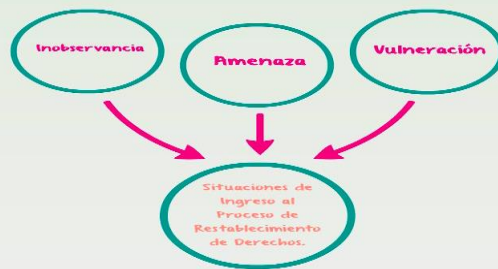 Inobservancia
Amenaza
Vulneración
Situaciones de
Ingreso al
Proceso de
Restablecimiento
de Derechos.